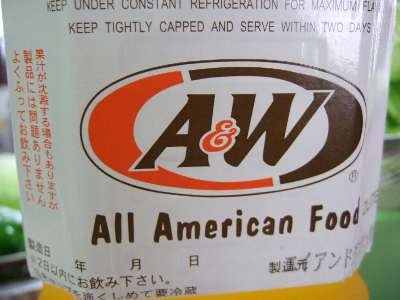 KEEP UNDER CONSTANT REFRIGERATION FOR MAXIMUM
KEEP TIGHTLY CAPPED AND SERVE WITHIN TWO DAYS
果汁が沈澱する場合もありますが
製品には問題ありません
よくふってお飲み下さい
A&W®
All American Food
製造日 年 月 日
※2日以内にお飲み下さい。
製造元